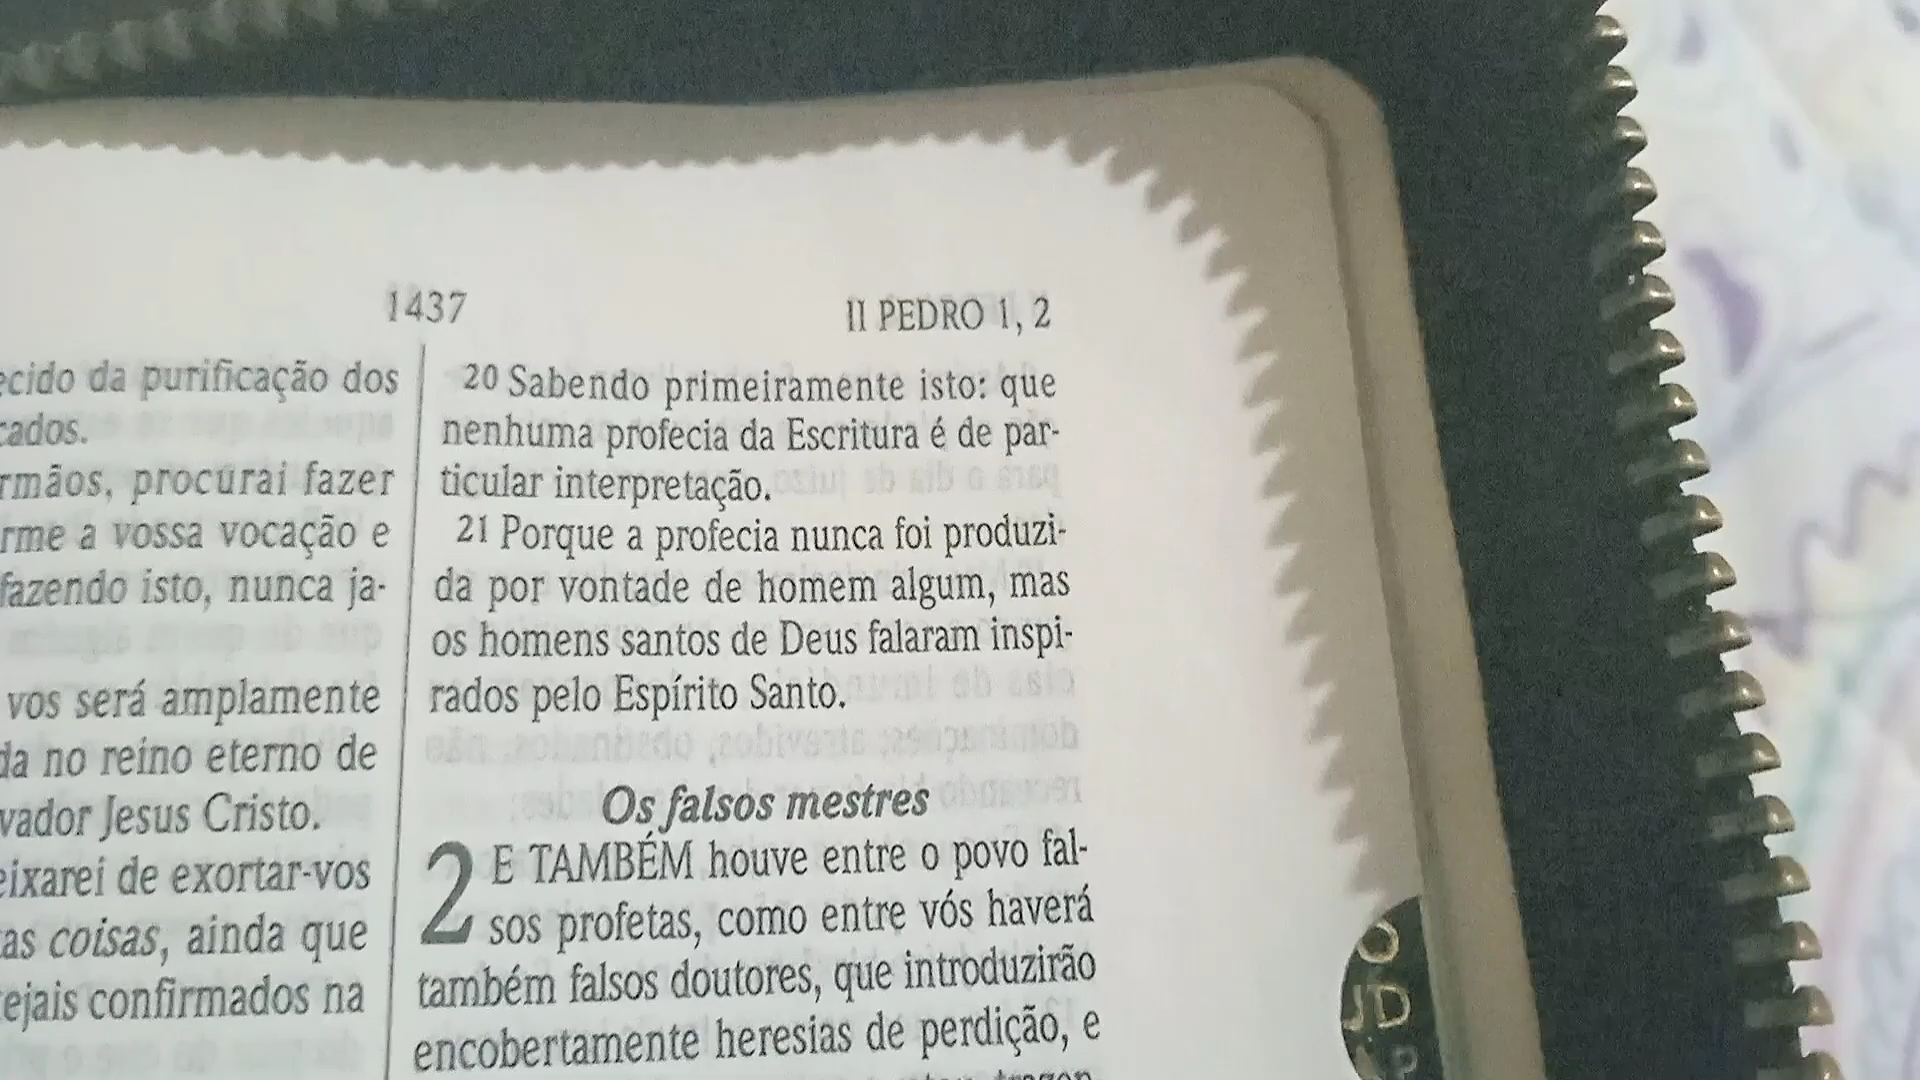 1437
II PEDRO 1, 2
ecido da purificação dos
cados.
rmãos, procurai fazer
rme a vossa vocação e
fazendo isto, nunca ja-
vos será amplamente
da no reino eterno de
vador Jesus Cristo.
eixarei de exortar-vos
as coisas, ainda que
ejais confirmados na
20 Sabendo primeiramente isto: que
nenhuma profecia da Escritura é de par-
ticular interpretação.
21 Porque a profecia nunca foi produzi-
da por vontade de homem algum, mas
os homens santos de Deus falaram inspi-
rados pelo Espírito Santo.
Os falsos mestres
2 E TAMBÉM houve entre o povo fal-
sos profetas, como entre vós haverá
também falsos doutores, que introduzirão
encobertamente heresias de perdição, e
O
JD
P